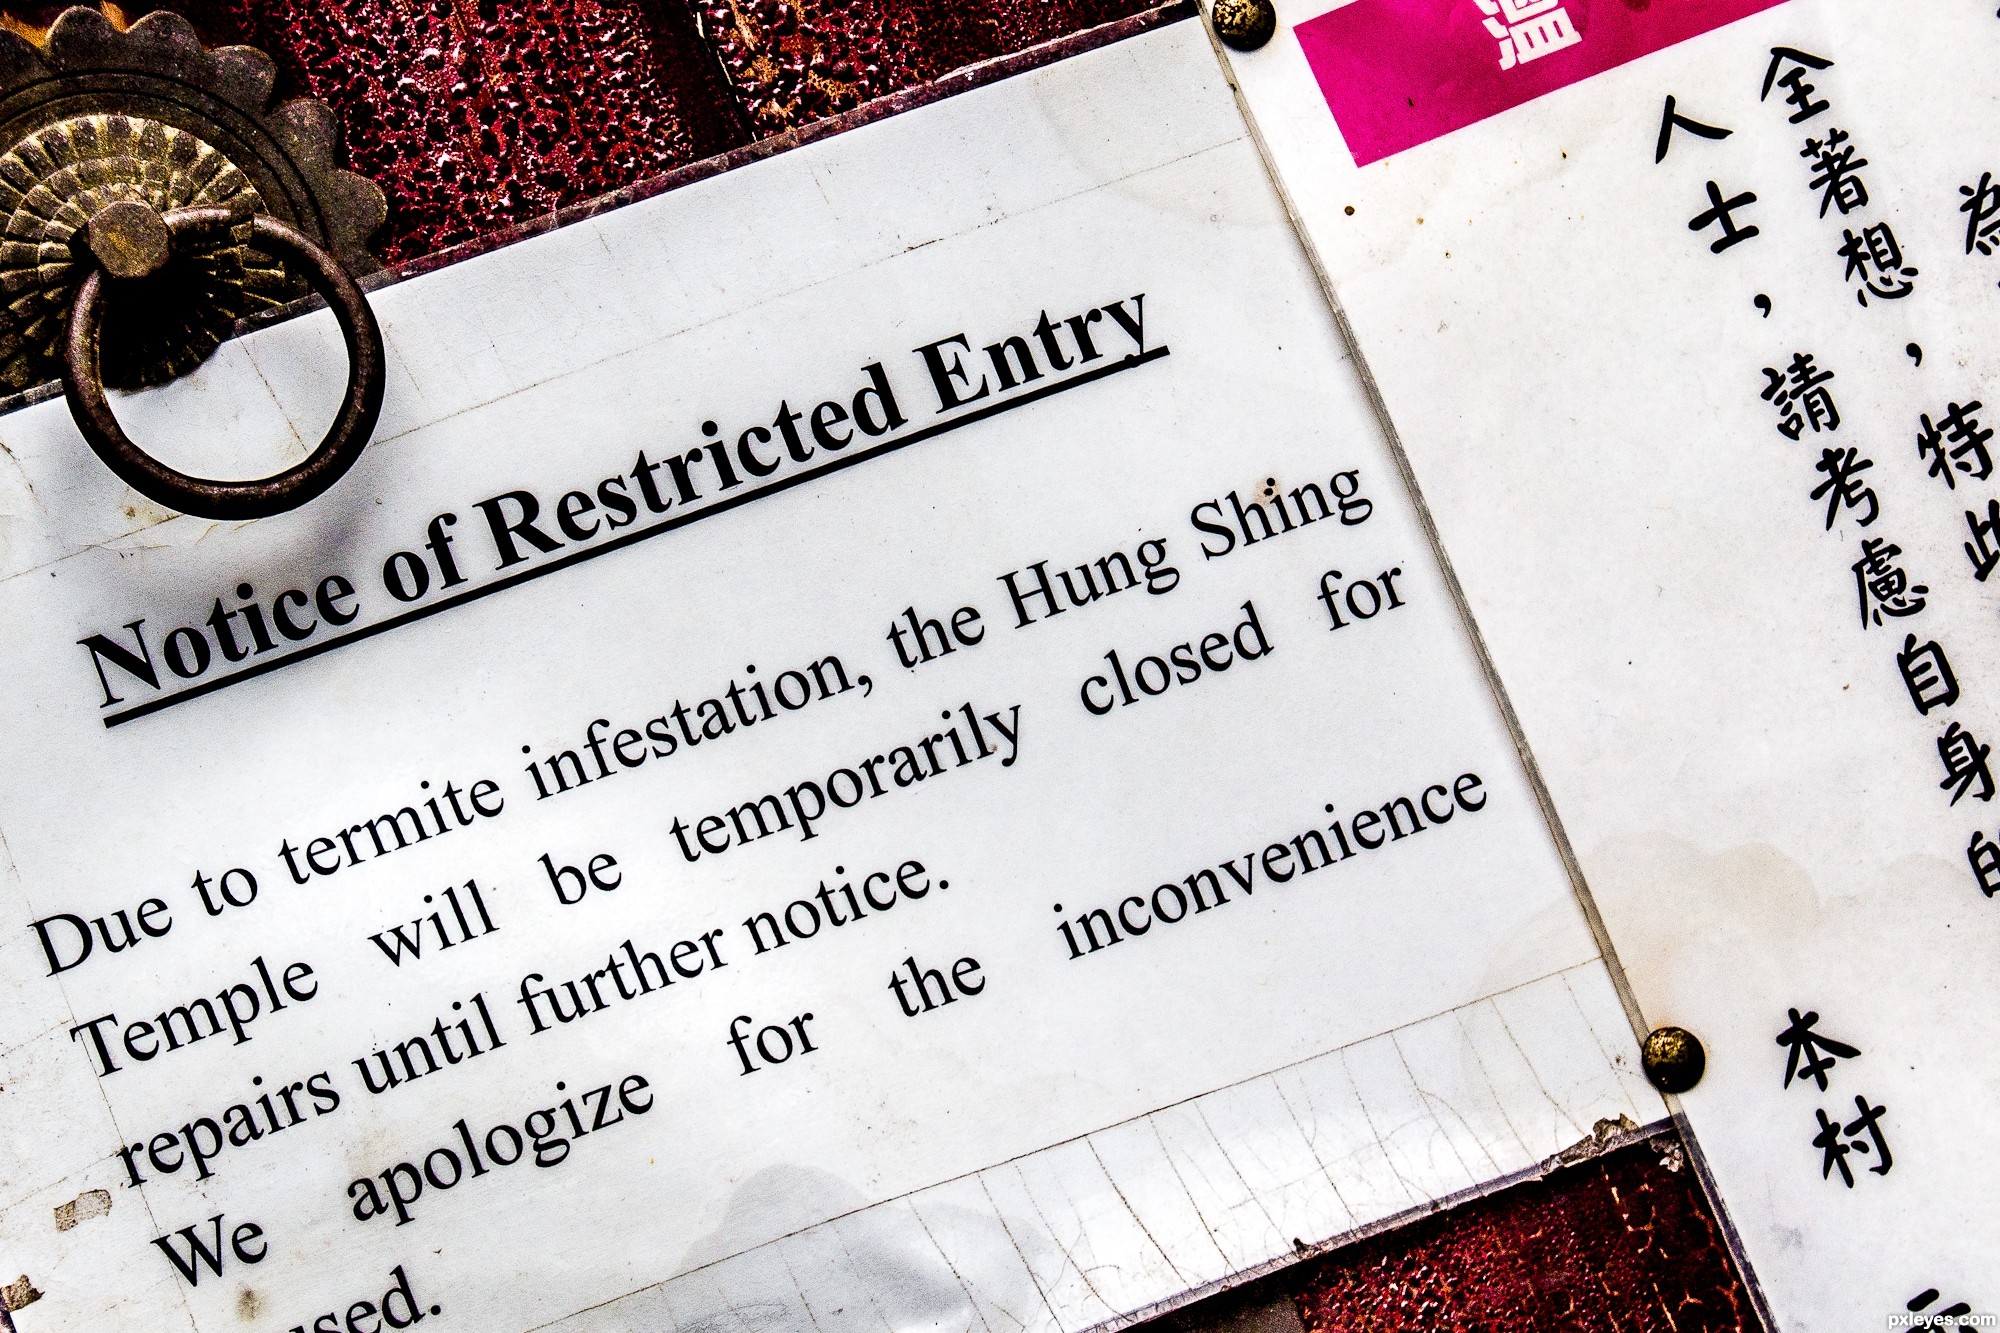 Notice of Restricted Entry
Due to termite infestation, the Hung Shing
Temple will be temporarily closed for
repairs until further notice.
We apologize for the inconvenience
溫
特此
全著想，
人士，請考慮自身的
本村
pxleyes.com